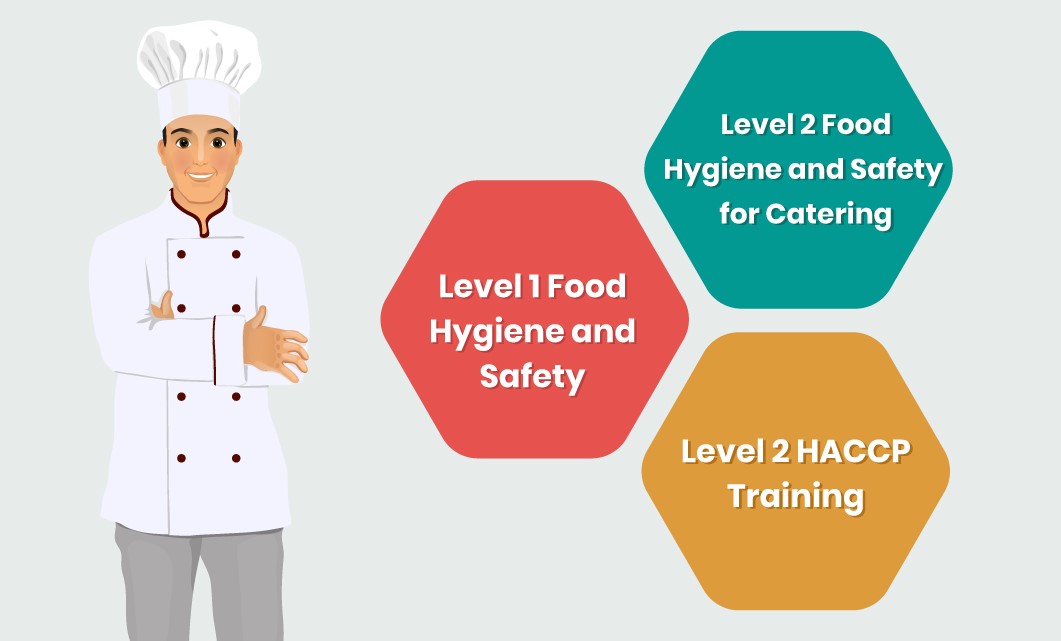 Level 1 Food
Hygiene and
Safety
Level 2 Food
Hygiene and Safety
for Catering
Level 2 HACCP
Training